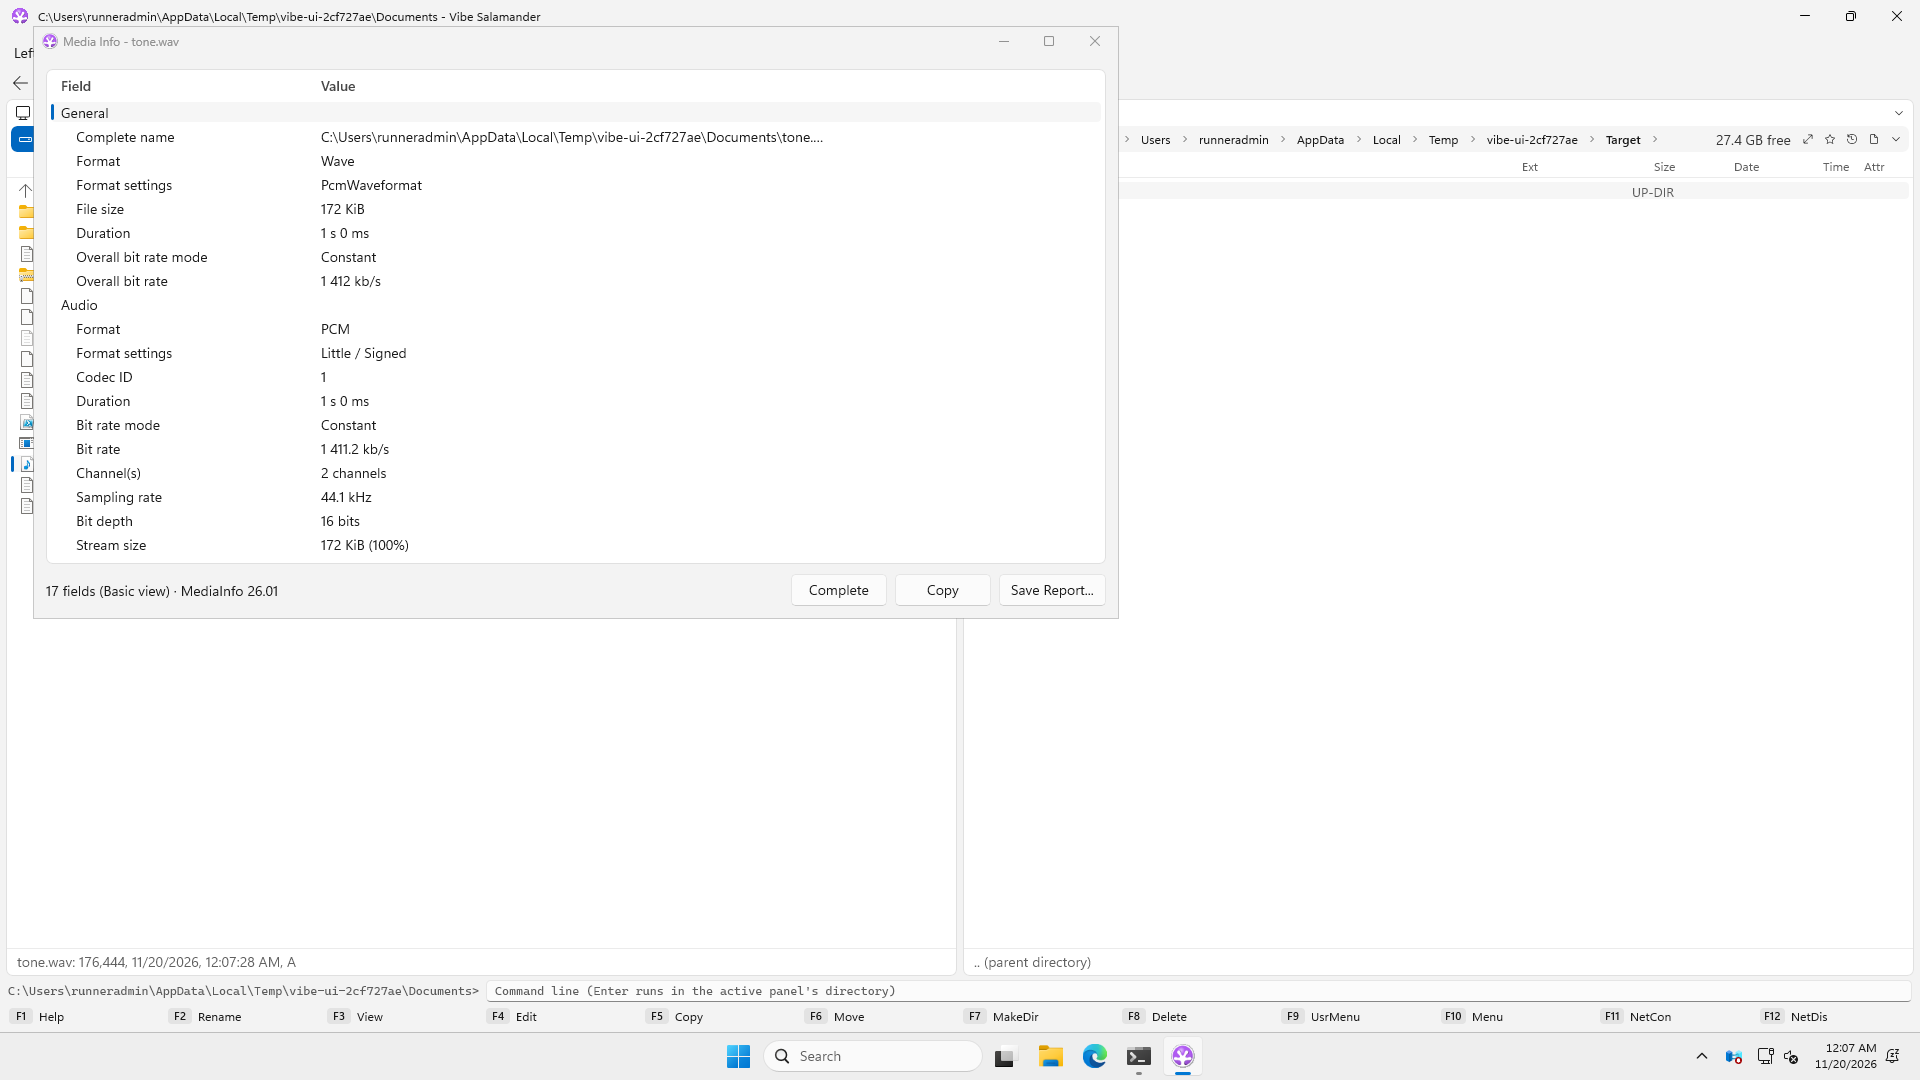 C:\Users\runneradmin\AppData\Local\Temp\vibe-ui-2cf727ae\Documents - Vibe Salamander
Media Info - tone.wav
Lef
Field Value
General
Complete name C:\Users\runneradmin\AppData\Local\Temp\vibe-ui-2cf727ae\Documents\tone....
Format Wave
Format settings PcmWaveformat
File size 172 KiB
Duration 1 s 0 ms
Overall bit rate mode Constant
Overall bit rate 1 412 kb/s
Audio
Format PCM
Format settings Little / Signed
Codec ID 1
Duration 1 s 0 ms
Bit rate mode Constant
Bit rate 1 411.2 kb/s
Channel(s) 2 channels
Sampling rate 44.1 kHz
Bit depth 16 bits
Stream size 172 KiB (100%)
17 fields (Basic view) · MediaInfo 26.01 Complete Copy Save Report...
Users runneradmin AppData Local Temp vibe-ui-2cf727ae Target 27.4 GB free
Ext Size Date Time Attr
UP-DIR
tone.wav: 176,444, 11/20/2026, 12:07:28 AM, A
.. (parent directory)
C:\Users\runneradmin\AppData\Local\Temp\vibe-ui-2cf727ae\Documents> Command line (Enter runs in the active panel's directory)
F1 Help F2 Rename F3 View F4 Edit F5 Copy F6 Move F7 MakeDir F8 Delete F9 UsrMenu F10 Menu F11 NetCon F12 NetDis
Search
12:07 AM
11/20/2026